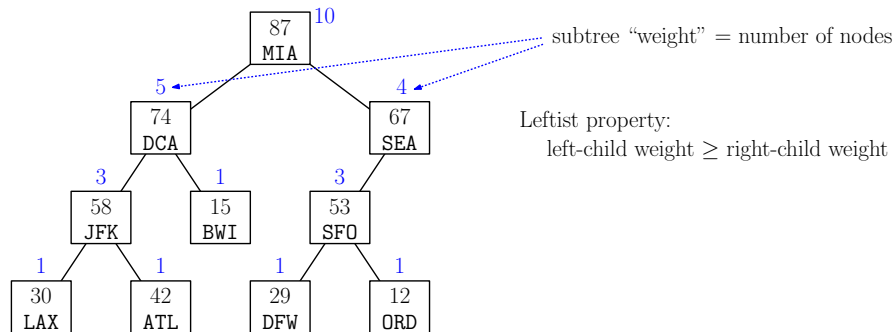 87 10
MIA
subtree “weight” = number of nodes
5 4
74 67
DCA SEA
Leftist property:
left-child weight ≥ right-child weight
3 1 3
58 15 53
JFK BWI SFO
1 1 1 1
30 42 29 12
LAX ATL DFW ORD